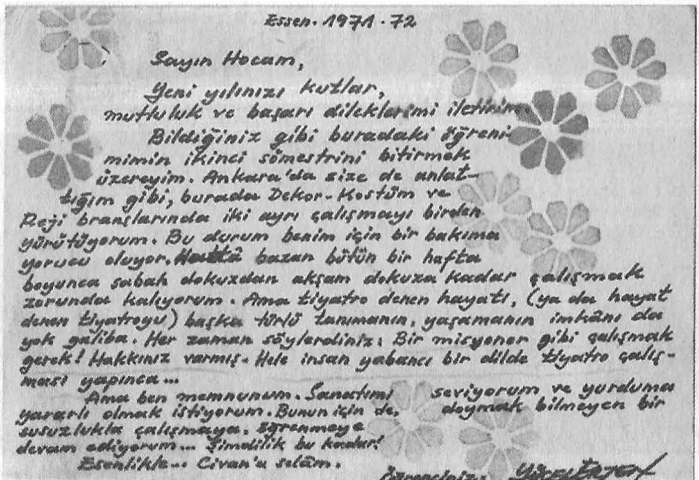 Essen. 1971-72
Sayın Hocam,
Yeni yılınızı kutlar,
mutluluk ve başarı dileklerimi iletirim.
Bildiğiniz gibi buradaki öğreni-
mimin ikinci sömestrini bitirmek
üzereyim. Ankara'da size de anlat-
tığım gibi, burada Dekor-Kostüm ve
Reji branşlarında iki ayrı çalışmayı birden
yürütüyorum. Bu durum benim için bir bakıma
yorucu oluyor. Hattâ bazan bütün bir hafta
boyunca sabah dokuzdan akşam dokuza kadar çalışmak
zorunda kalıyorum. Ama tiyatro denen hayatı, (ya da hayat
denen tiyatroyu) başka türlü tanımanın, yaşamanın imkânı da
yok galiba. Her zaman söylerdiniz: Bir misyoner gibi çalışmak
gerek! Hakkınız varmış. Hele insan yabancı bir dilde tiyatro çalış-
ması yapınca...
Ama ben memnunum. Sanatımı seviyorum ve yurduma
yararlı olmak istiyorum. Bunun için de, doymak bilmeyen bir
susuzlukla çalışmaya, öğrenmeye
devam ediyorum... Şimdilik bu kadar!
Esenlikle... Civan'a selâm.
Öğrenciniz: